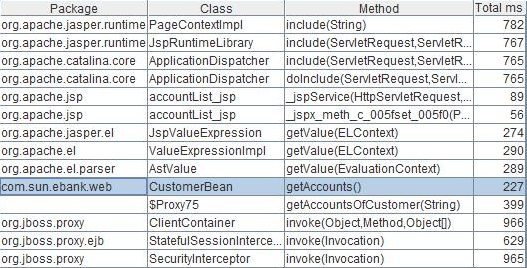 Package Class Method Total ms
org.apache.jasper.runtime PageContextImpl include(String) 782
org.apache.jasper.runtime JspRuntimeLibrary include(ServletRequest,ServletR... 767
org.apache.catalina.core ApplicationDispatcher include(ServletRequest,ServletR... 765
org.apache.catalina.core ApplicationDispatcher doInclude(ServletRequest,Servl... 765
org.apache.jsp accountList_jsp _jspService(HttpServletRequest,... 89
org.apache.jsp accountList_jsp _jspx_meth_c_005fset_005f0(P... 56
org.apache.jasper.el JspValueExpression getValue(ELContext) 274
org.apache.el ValueExpressionImpl getValue(ELContext) 290
org.apache.el.parser AstValue getValue(EvaluationContext) 289
com.sun.ebank.web CustomerBean getAccounts() 227
$Proxy75 getAccountsOfCustomer(String) 399
org.jboss.proxy ClientContainer invoke(Object,Method,Object[]) 966
org.jboss.proxy.ejb StatefulSessionInterce... invoke(Invocation) 629
org.jboss.proxy SecurityInterceptor invoke(Invocation) 965